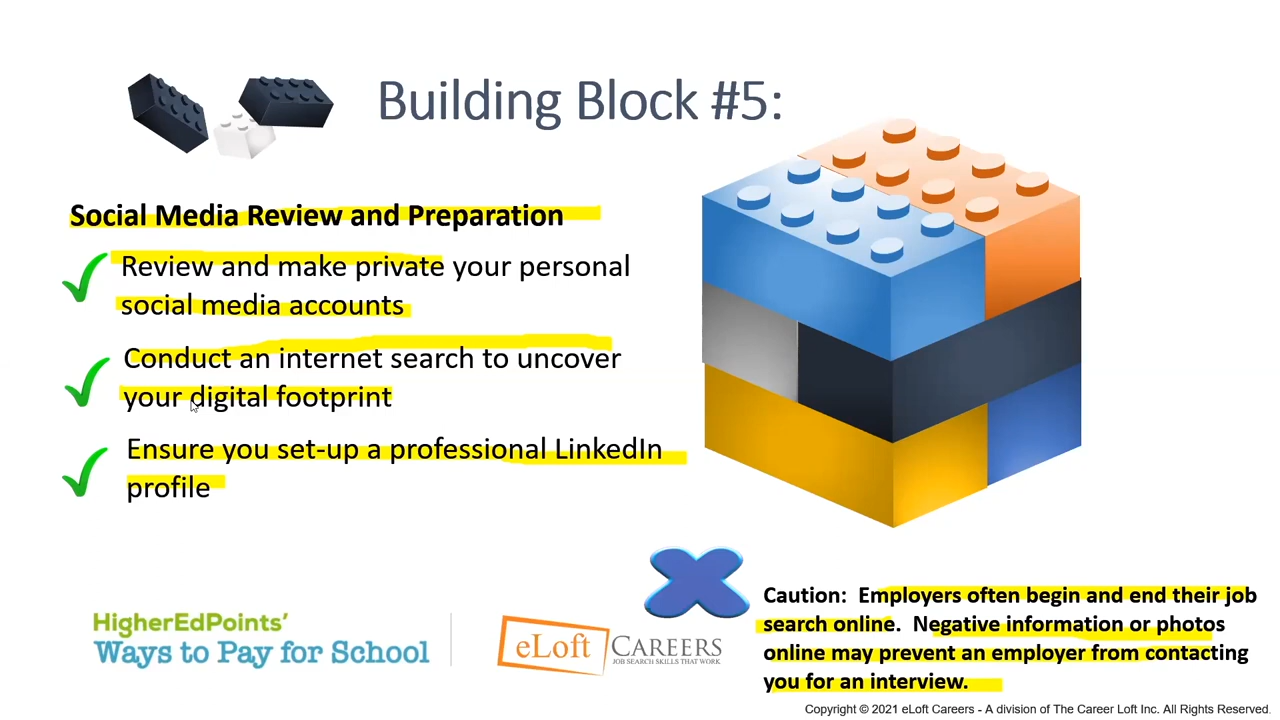 Building Block #5:
Social Media Review and Preparation
Review and make private your personal
social media accounts
Conduct an internet search to uncover
your digital footprint
Ensure you set-up a professional LinkedIn
profile
HigherEdPoints'
Ways to Pay for School
eLoft CAREERS
JOB SEARCH SKILLS THAT WORK
Caution:  Employers often begin and end their job
search online.  Negative information or photos
online may prevent an employer from contacting
you for an interview.
Copyright © 2021 eLoft Careers - A division of The Career Loft Inc. All Rights Reserved.